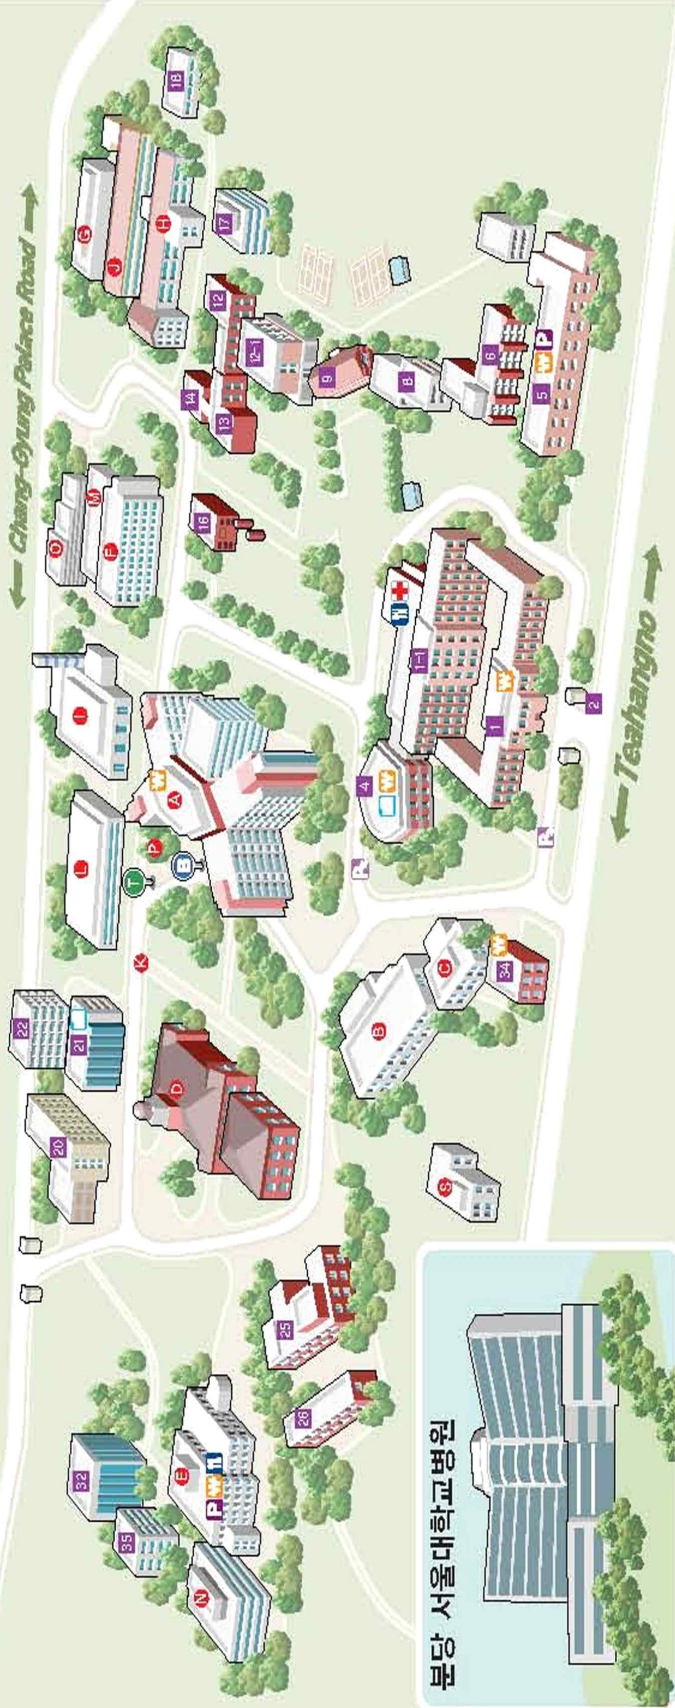 Chang-Gyung Palace Road
18
G
J
H
17
12
12-1
14
13
9
8
6
5
W
P
O
M
F
16
I
L
A
W
P
B
T
K
1-1
1
W
4
W
2
22
21
20
D
B
C
34
W
S
25
26
32
35
E
P
W
N
Teahangno
분당 서울대학교병원